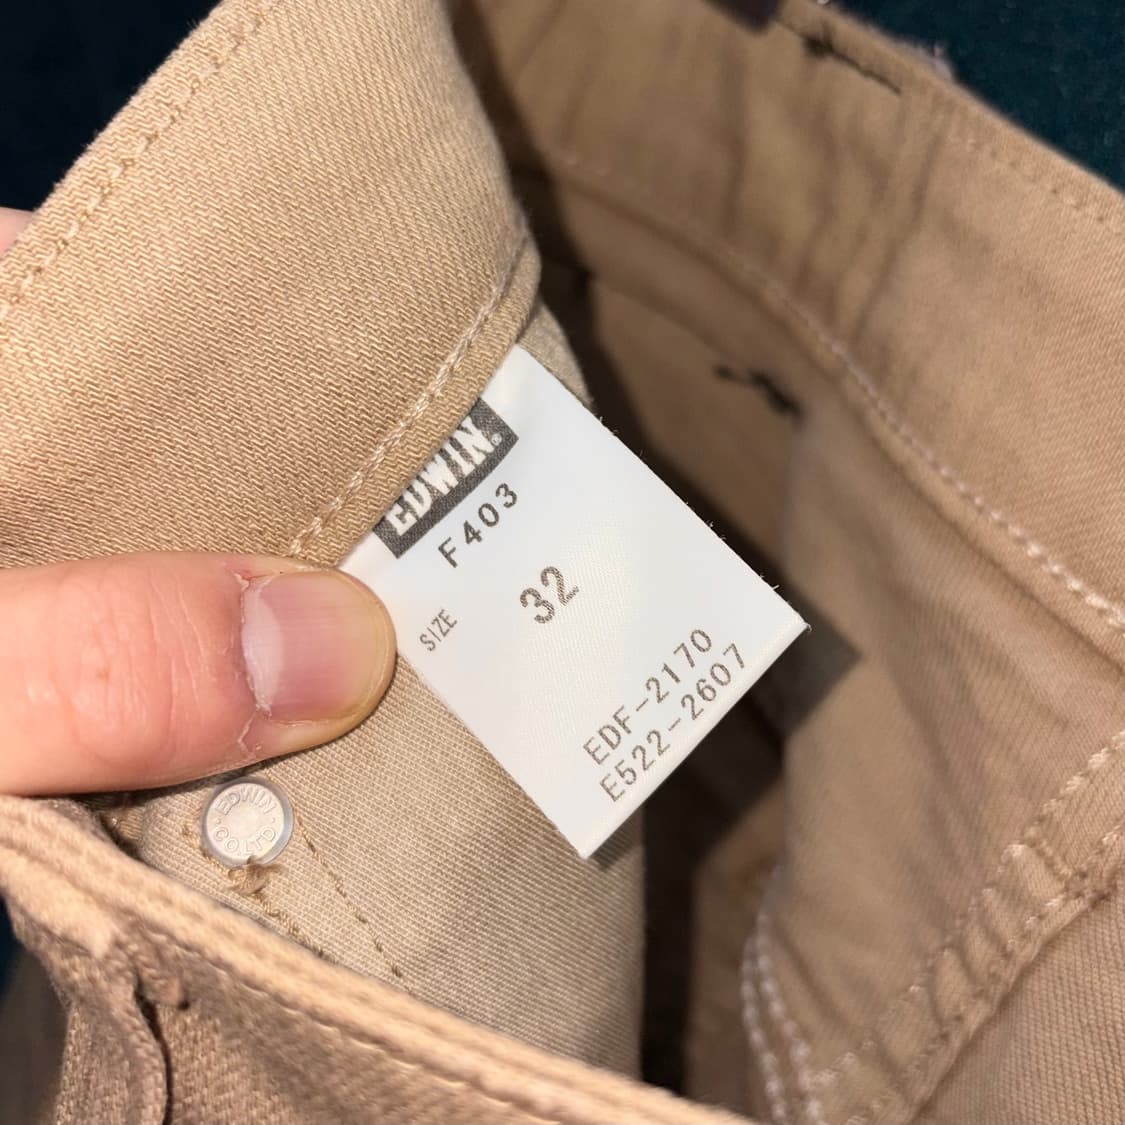 EDWIN.
F403
SIZE 32
EDF-2170
E522-2607
EDWIN
CO.LTD.